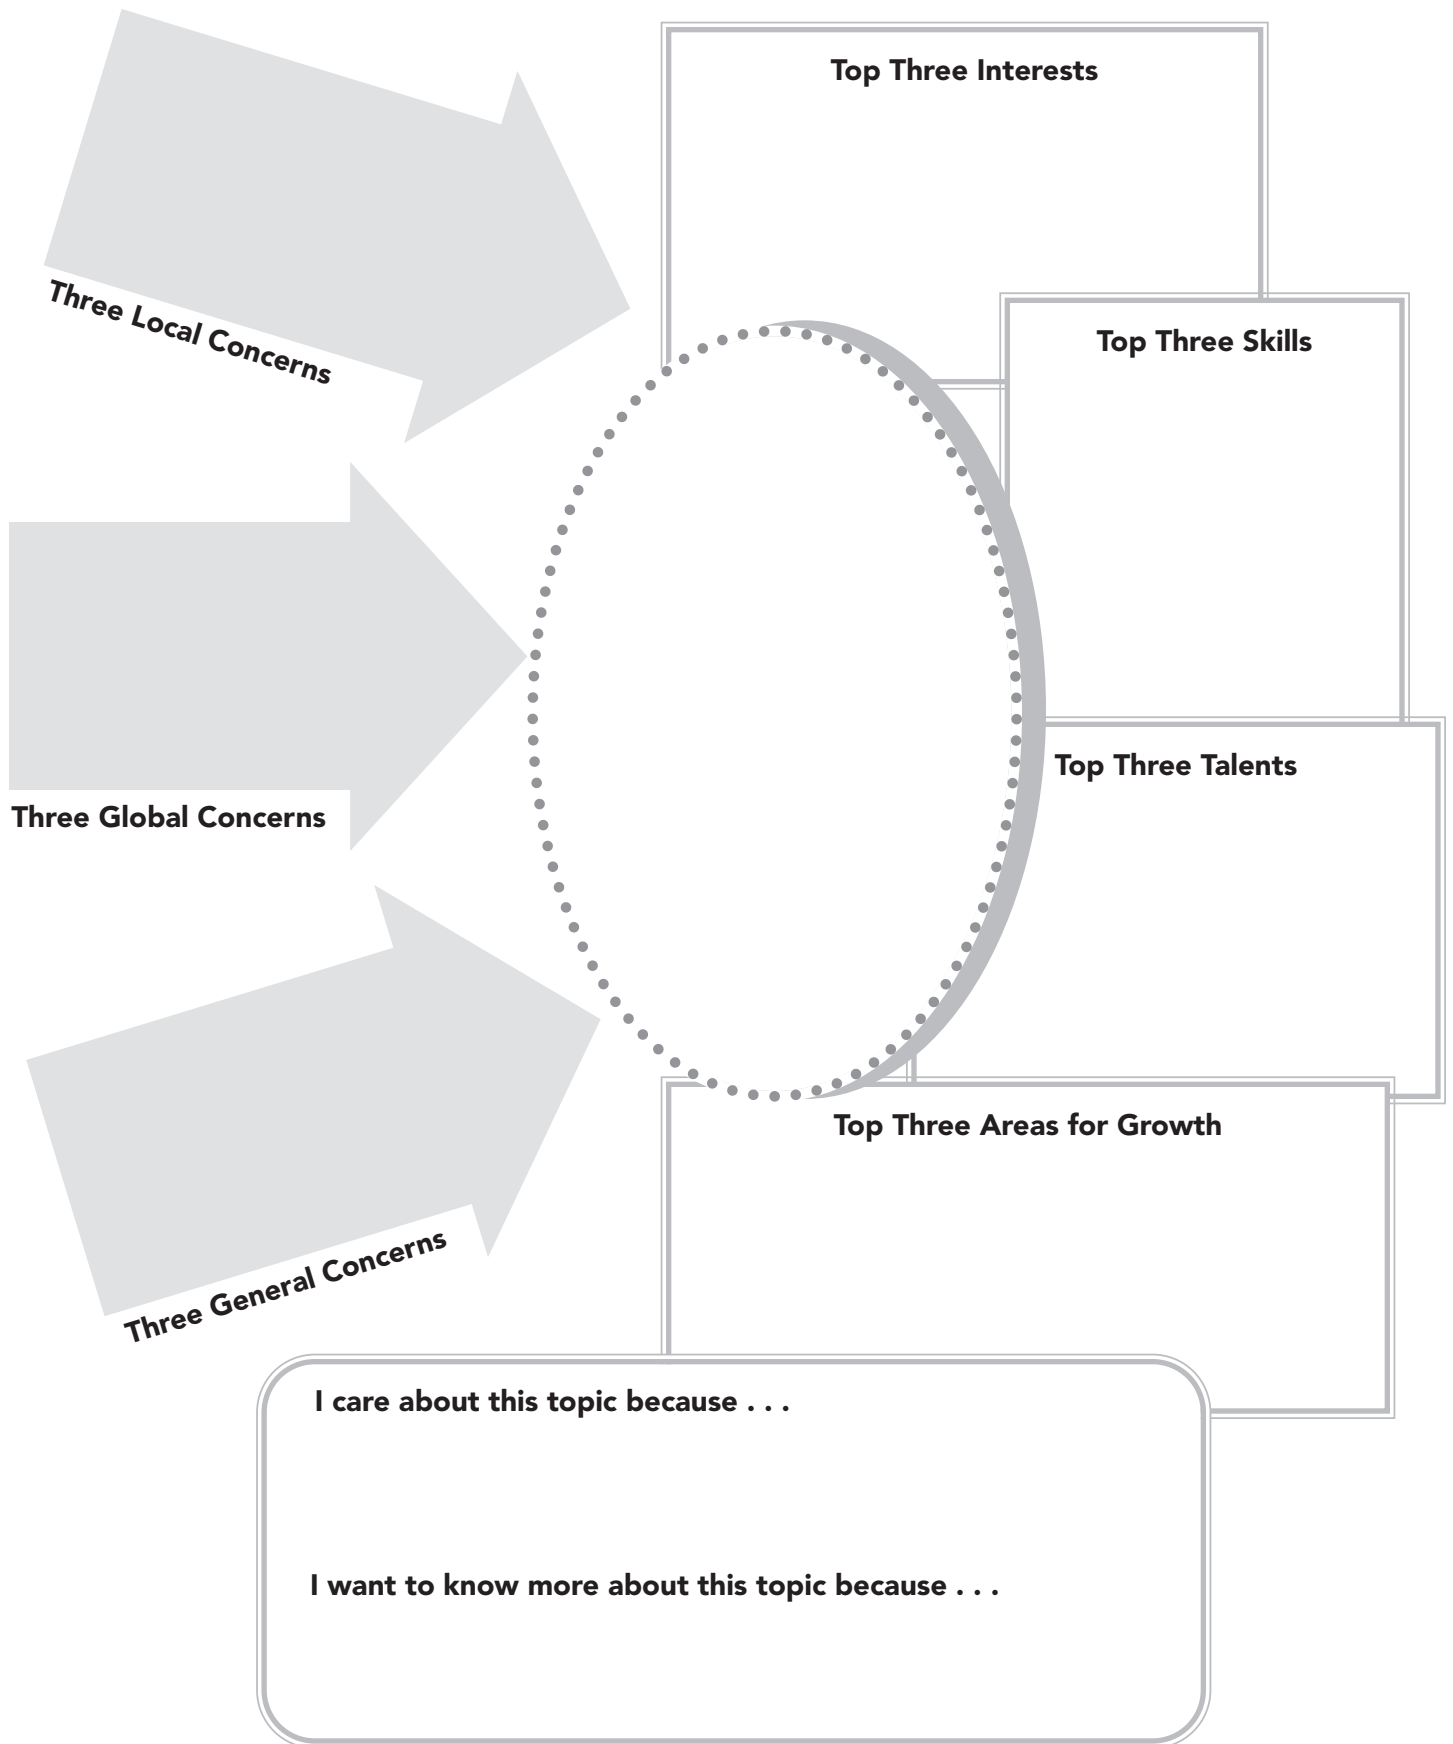 Top Three Interests
Three Local Concerns
Top Three Skills
Top Three Talents
Three Global Concerns
Top Three Areas for Growth
Three General Concerns
I care about this topic because . . .
I want to know more about this topic because . . .